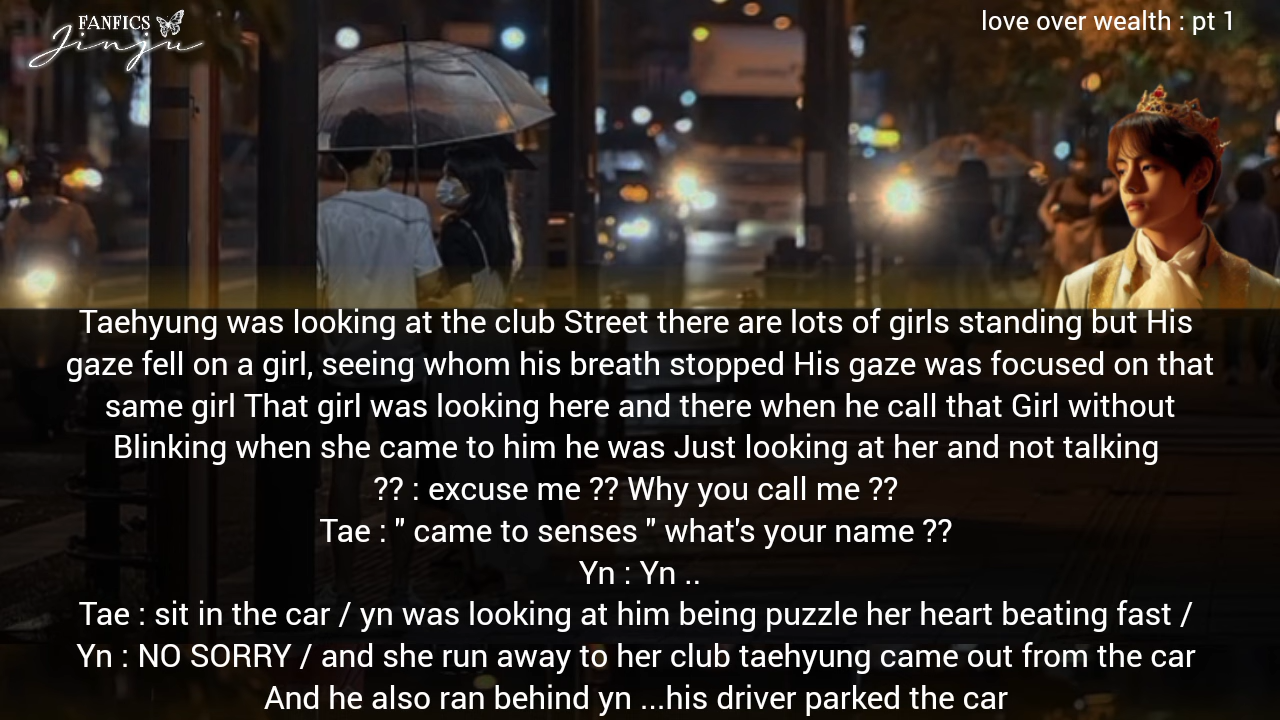 FANFICS
Jinju
love over wealth : pt 1
Taehyung was looking at the club Street there are lots of girls standing but His
gaze fell on a girl, seeing whom his breath stopped His gaze was focused on that
same girl That girl was looking here and there when he call that Girl without
Blinking when she came to him he was Just looking at her and not talking
?? : excuse me ?? Why you call me ??
Tae : " came to senses " what's your name ??
Yn : Yn ..
Tae : sit in the car / yn was looking at him being puzzle her heart beating fast /
Yn : NO SORRY / and she run away to her club taehyung came out from the car
And he also ran behind yn ...his driver parked the car